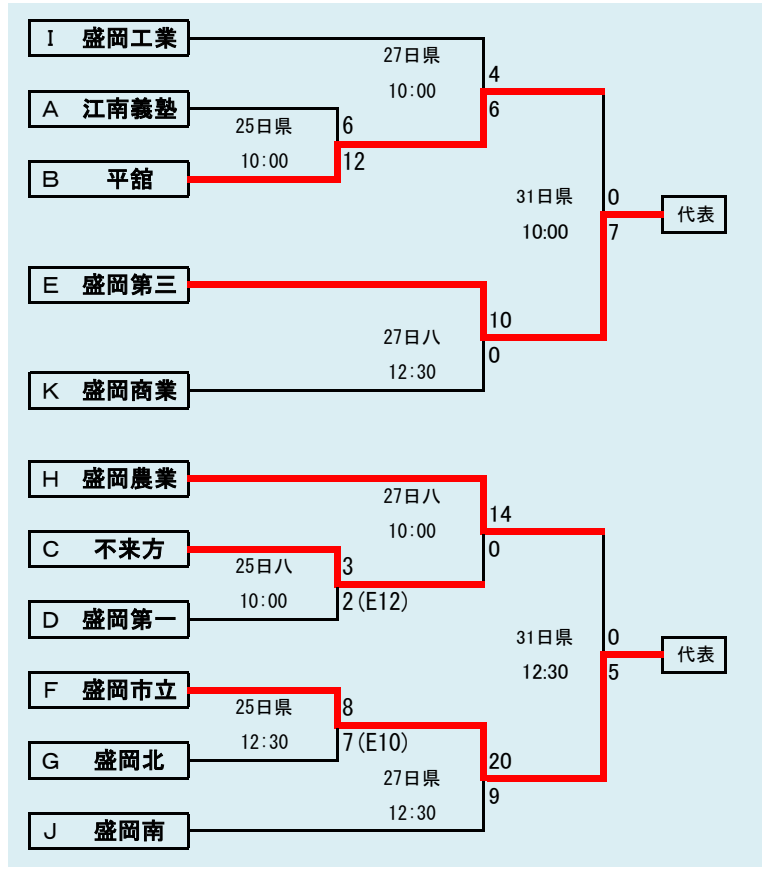 I 盛岡工業
27日県
4
10:00
6
A 江南義塾
25日県
6
10:00
12
B 平舘
31日県
0
代表
10:00
7
E 盛岡第三
10
27日八
0
12:30
K 盛岡商業
H 盛岡農業
27日八
14
10:00
0
C 不来方
25日八
3
10:00
2(E12)
D 盛岡第一
31日県
0
代表
12:30
5
F 盛岡市立
25日県
8
12:30
7(E10)
G 盛岡北
20
27日県
9
12:30
J 盛岡南